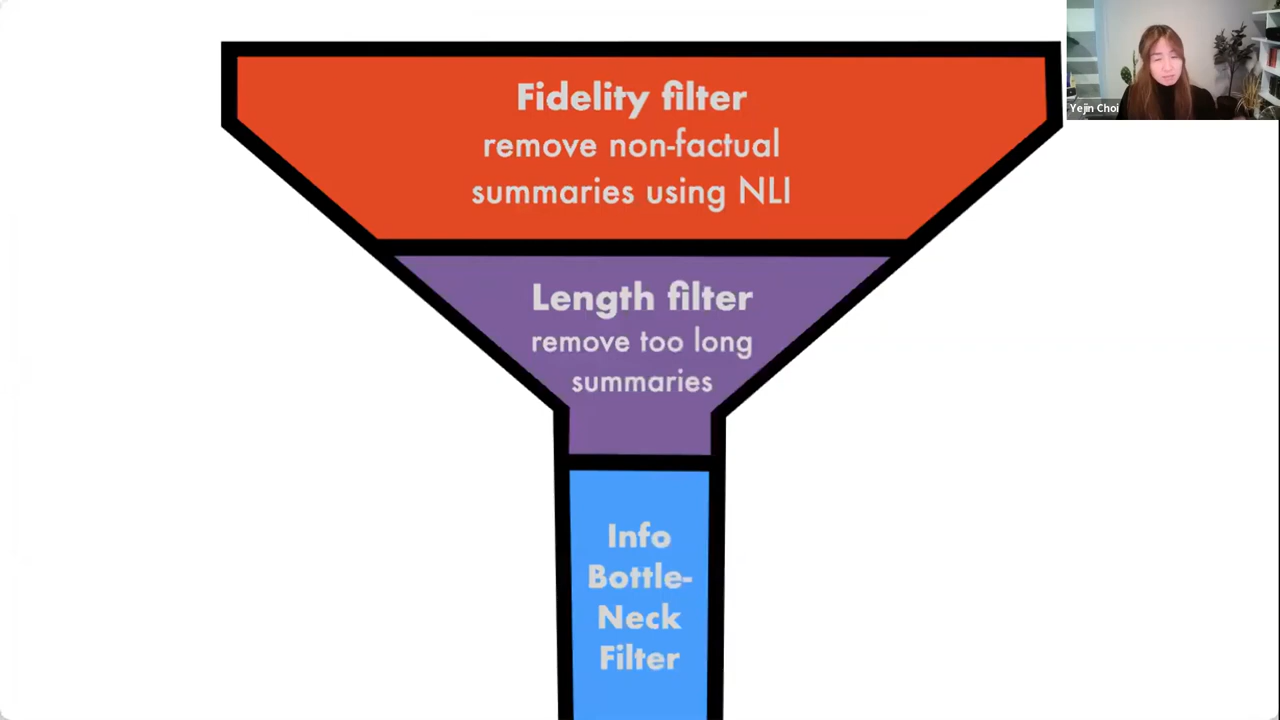 Fidelity filter
remove non-factual
summaries using NLI
Length filter
remove too long
summaries
Info
Bottle-
Neck
Filter
Yejin Choi